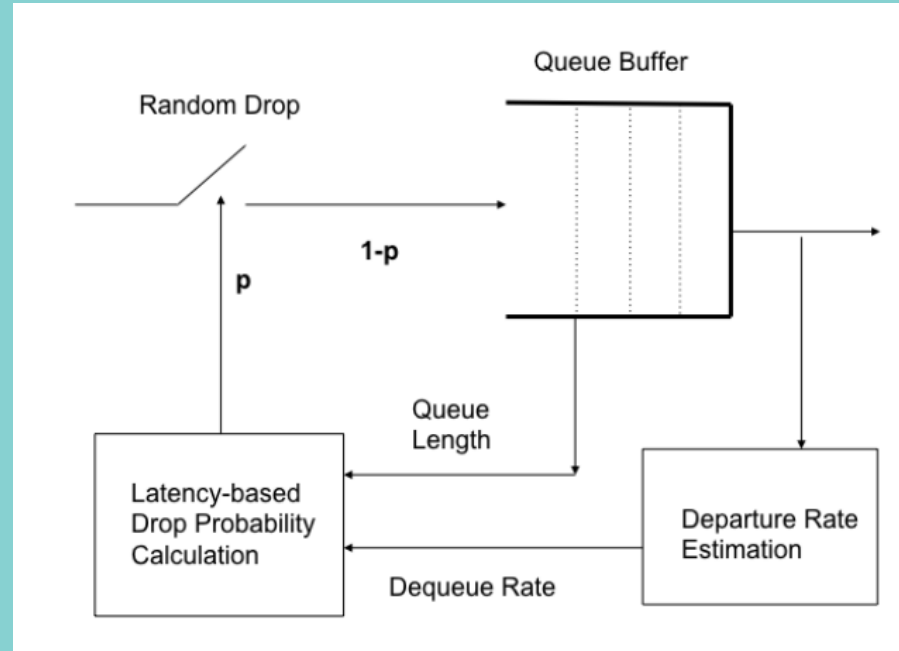 Queue Buffer
Random Drop
1-p
p
Queue
Length
Latency-based
Drop Probability
Calculation
Departure Rate
Estimation
Dequeue Rate